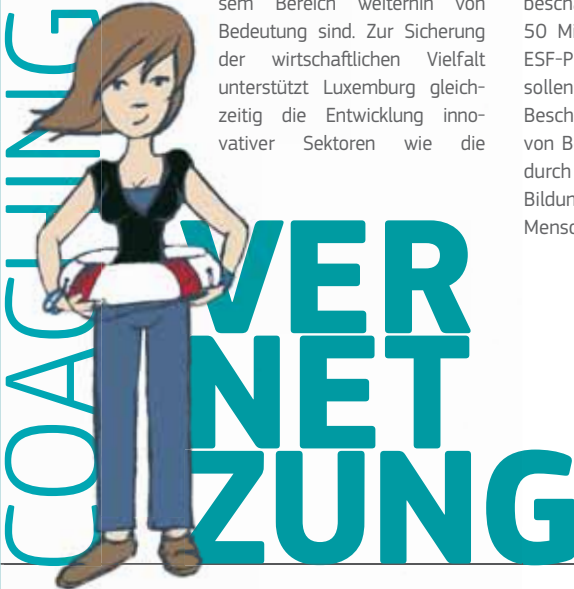 COACHING
sem Bereich weiterhin von
Bedeutung sind. Zur Sicherung
der wirtschaftlichen Vielfalt
unterstützt Luxemburg gleich-
zeitig die Entwicklung inno-
vativer Sektoren wie die
50 Mi
ESF-P
sollen
Besch
von B
durch
Bildun
Mensc
VER
NET
ZUNG